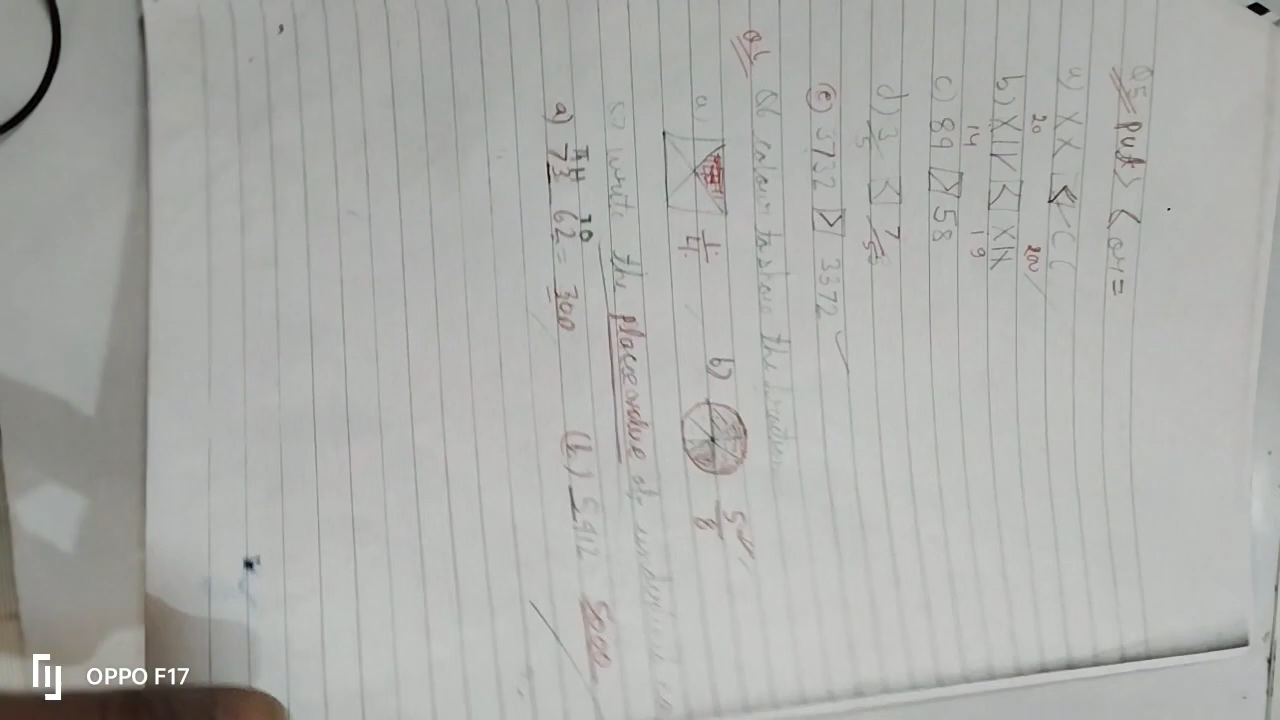 Q5 Put > < or =
a) XX < CC
20 200
b) XIV < XIX
14 19
c) 89 > 58
d) 3/5 < 7/5
(e) 3732 > 3372
Q6 Q6 colour to show the
a) 1/4 b) 5/8
write the place value of
TH H T O
a) 7362 = 300 (b) 5412 5000
OPPO F17